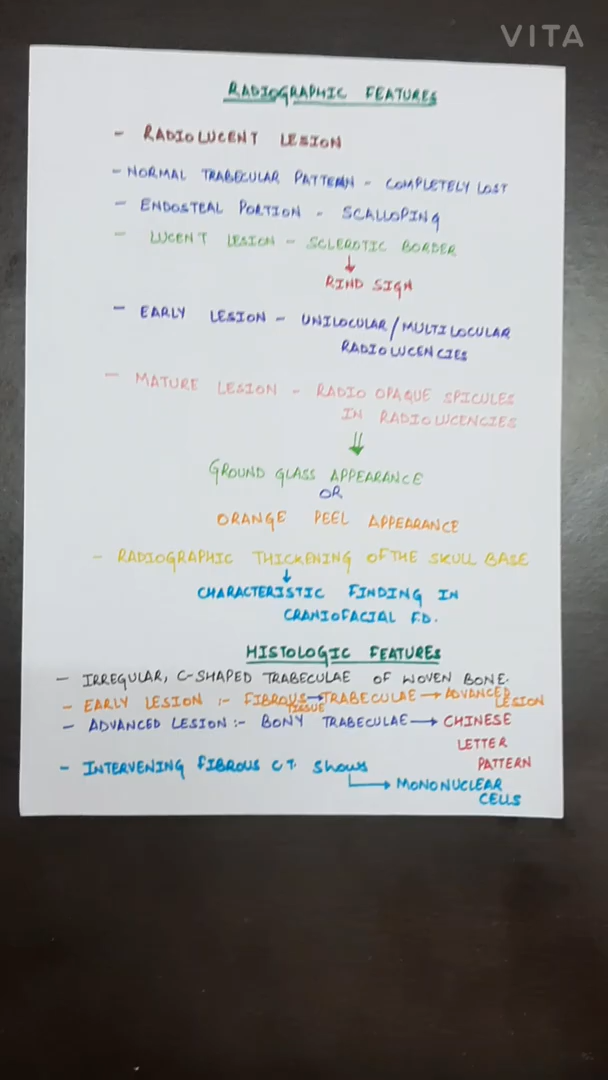 VITA
RADIOGRAPHIC FEATURES
- RADIOLUCENT LESION
- NORMAL TRABECULAR PATTERN - COMPLETELY LOST
- ENDOSTEAL PORTION - SCALLOPING
- LUCENT LESION - SCLEROTIC BORDER
↓
RIND SIGN
- EARLY LESION - UNILOCULAR/MULTILOCULAR
RADIOLUCENCIES
- MATURE LESION - RADIO OPAQUE SPICULES
IN RADIOLUCENCIES
⇓
GROUND GLASS APPEARANCE
OR
ORANGE PEEL APPEARANCE
- RADIOGRAPHIC THICKENING OF THE SKULL BASE
↓
CHARACTERISTIC FINDING IN
CRANIOFACIAL F.D.
HISTOLOGIC FEATURES
- IRREGULAR, C-SHAPED TRABECULAE OF WOVEN BONE.
- EARLY LESION :- FIBROUS TISSUE → TRABECULAE → ADVANCED LESION
- ADVANCED LESION :- BONY TRABECULAE → CHINESE
LETTER
PATTERN
- INTERVENING FIBROUS C.T. Shows
→ MONONUCLEAR
CELLS